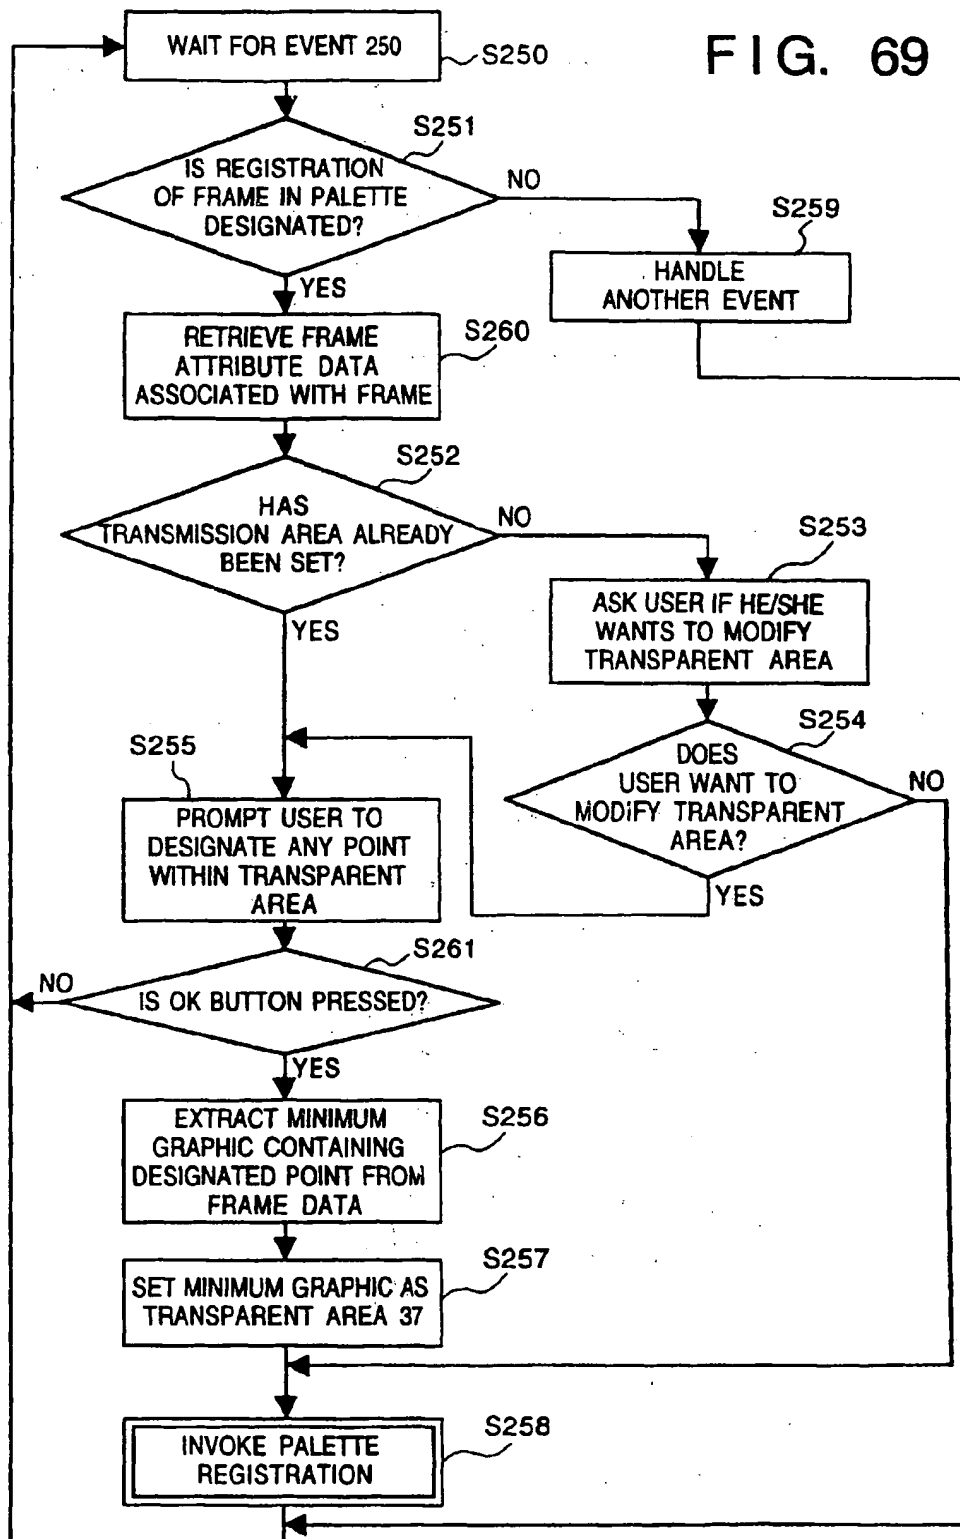 FIG. 69
WAIT FOR EVENT 250
S250
S251
IS REGISTRATION
OF FRAME IN PALETTE
DESIGNATED?
NO
YES
S259
HANDLE
ANOTHER EVENT
S260
RETRIEVE FRAME
ATTRIBUTE DATA
ASSOCIATED WITH FRAME
S252
HAS
TRANSMISSION AREA ALREADY
BEEN SET?
NO
YES
S253
ASK USER IF HE/SHE
WANTS TO MODIFY
TRANSPARENT AREA
S254
DOES
USER WANT TO
MODIFY TRANSPARENT
AREA?
NO
YES
S255
PROMPT USER TO
DESIGNATE ANY POINT
WITHIN TRANSPARENT
AREA
S261
IS OK BUTTON PRESSED?
NO
YES
S256
EXTRACT MINIMUM
GRAPHIC CONTAINING
DESIGNATED POINT FROM
FRAME DATA
S257
SET MINIMUM GRAPHIC AS
TRANSPARENT AREA 37
S258
INVOKE PALETTE
REGISTRATION